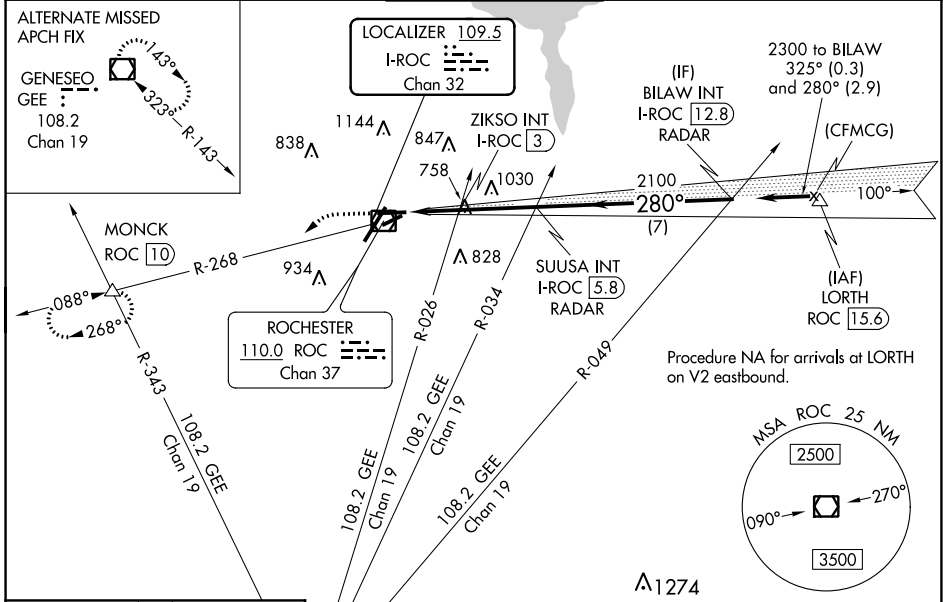 ALTERNATE MISSED
APCH FIX
143°
GENESEO
GEE
108.2
Chan 19
323°
R-143
LOCALIZER 109.5
I-ROC
Chan 32
838
1144
847
758
1030
ZIKSO INT
I-ROC 3
(IF)
BILAW INT
I-ROC 12.8
RADAR
2300 to BILAW
325° (0.3)
and 280° (2.9)
(CFMCG)
2100
280°
(7)
100°
MONCK
ROC 10
R-268
088°
268°
934
828
SUUSA INT
I-ROC 5.8
RADAR
(IAF)
LORTH
ROC 15.6
ROCHESTER
110.0 ROC
Chan 37
R-026
R-034
R-049
R-343
108.2 GEE
Chan 19
108.2 GEE
Chan 19
108.2 GEE
Chan 19
108.2 GEE
Chan 19
Procedure NA for arrivals at LORTH
on V2 eastbound.
MSA ROC 25 NM
2500
090°
270°
3500
1274